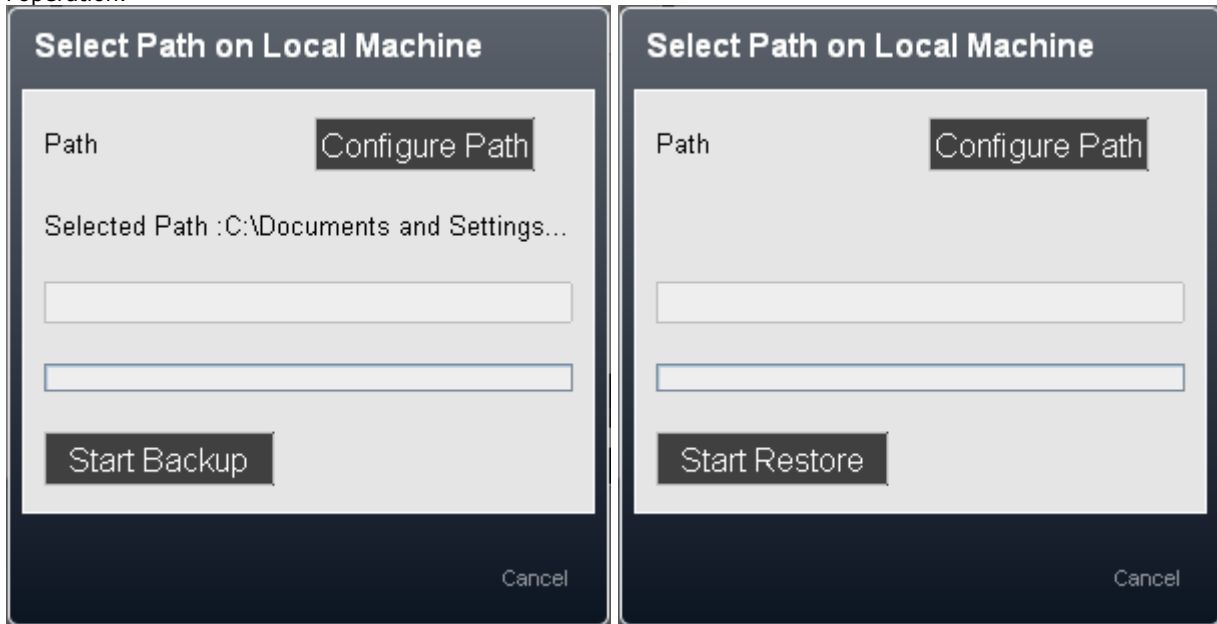 Select Path on Local Machine
Path
Configure Path
Selected Path :C:\Documents and Settings...
Start Backup
Cancel
Select Path on Local Machine
Path
Configure Path
Start Restore
Cancel